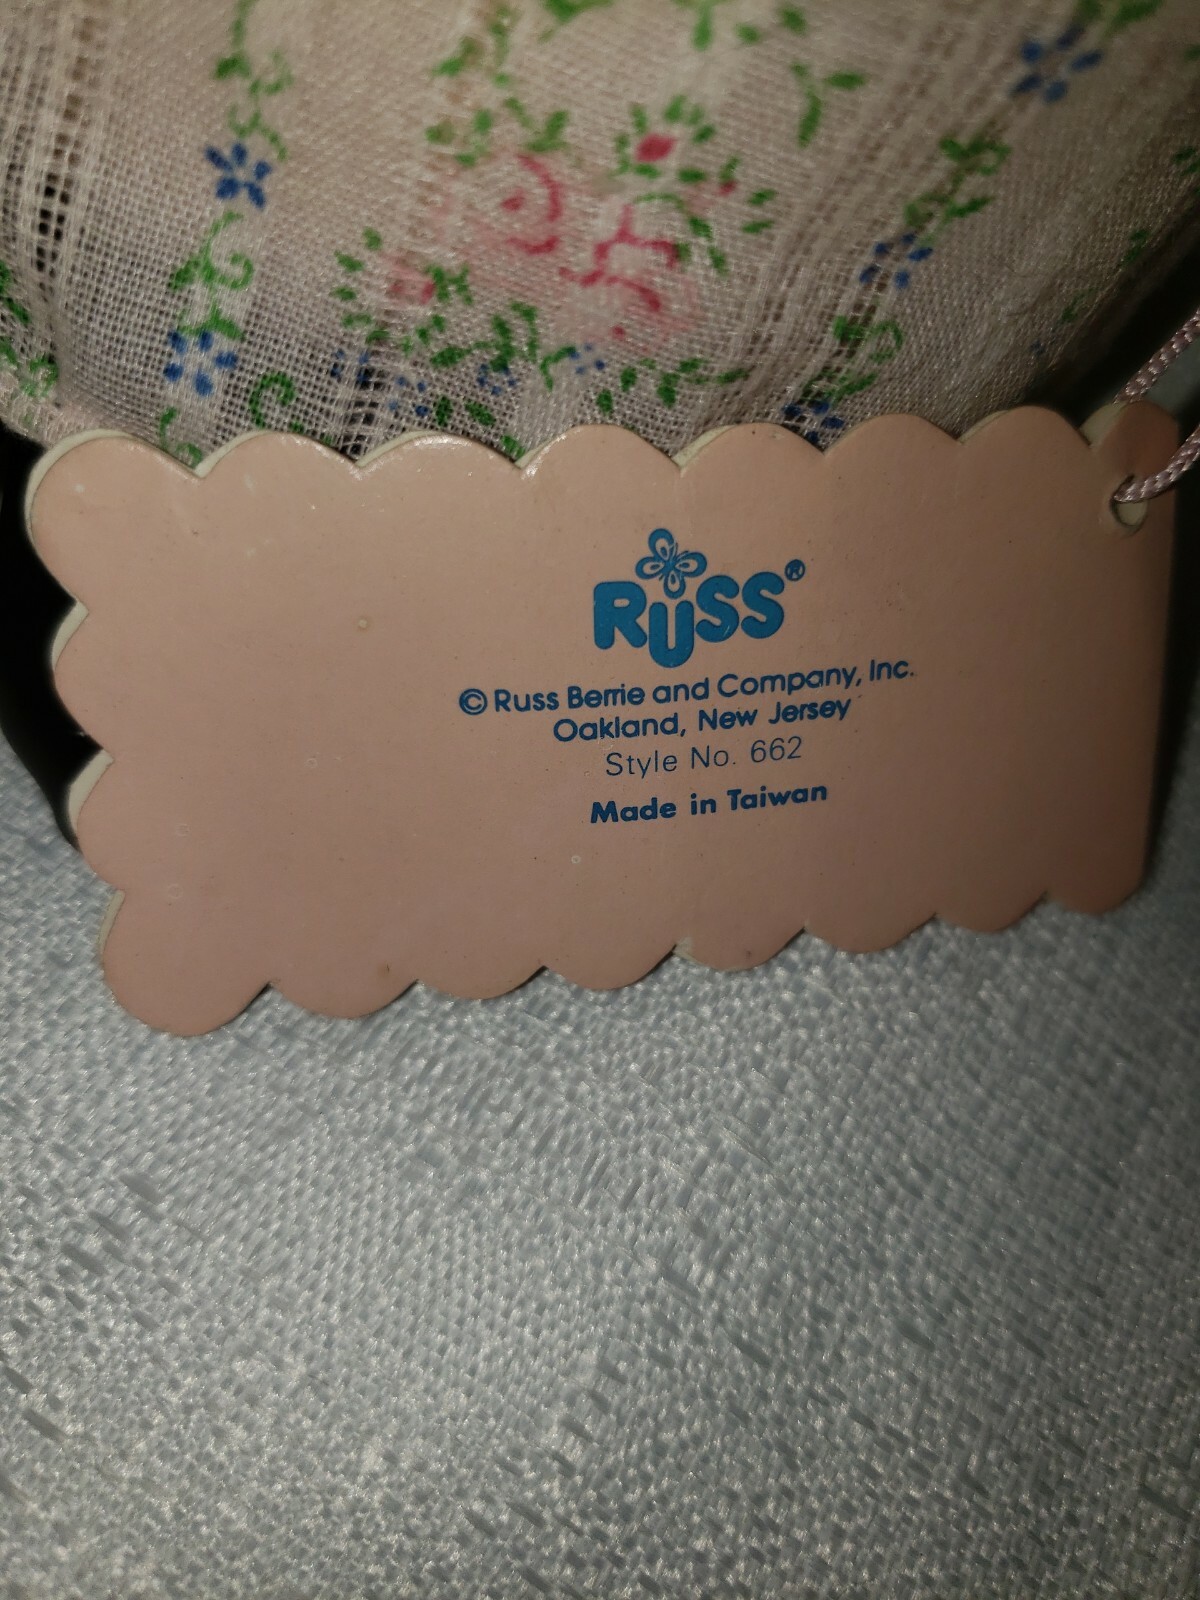 RUSS®
© Russ Berrie and Company, Inc.
Oakland, New Jersey
Style No. 662
Made in Taiwan